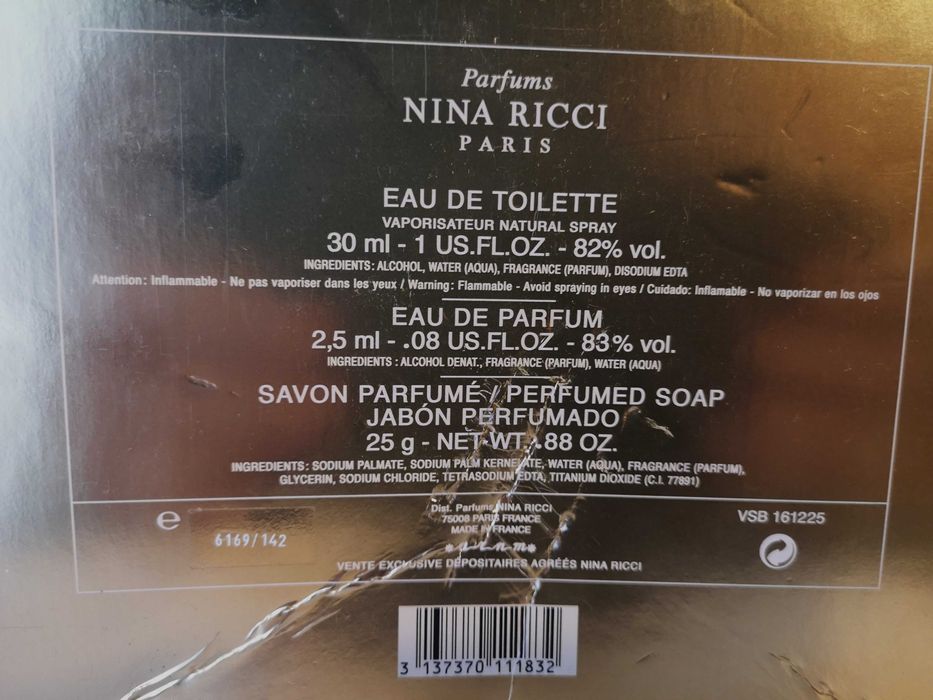 Parfums
NINA RICCI
PARIS
EAU DE TOILETTE
VAPORISATEUR NATURAL SPRAY
30 ml - 1 US.FL.OZ. - 82% vol.
INGREDIENTS: ALCOHOL, WATER (AQUA), FRAGRANCE (PARFUM), DISODIUM EDTA
Attention: Inflammable - Ne pas vaporiser dans les yeux / Warning: Flammable - Avoid spraying in eyes / Cuidado: Inflamable - No vaporizar en los ojos
EAU DE PARFUM
2,5 ml - .08 US.FL.OZ. - 83% vol.
INGREDIENTS : ALCOHOL DENAT., FRAGRANCE (PARFUM), WATER (AQUA)
SAVON PARFUMÉ / PERFUMED SOAP
JABÓN PERFUMADO
25 g - NET WT. .88 OZ.
INGREDIENTS: SODIUM PALMATE, SODIUM PALM KERNELATE, WATER (AQUA), FRAGRANCE (PARFUM),
GLYCERIN, SODIUM CHLORIDE, TETRASODIUM EDTA, TITANIUM DIOXIDE (C.I. 77891)
e
6169/142
Dist. Parfums NINA RICCI
75008 PARIS FRANCE
MADE IN FRANCE
VSB 161225
VENTE EXCLUSIVE DÉPOSITAIRES AGRÉÉS NINA RICCI
3 137370 111832